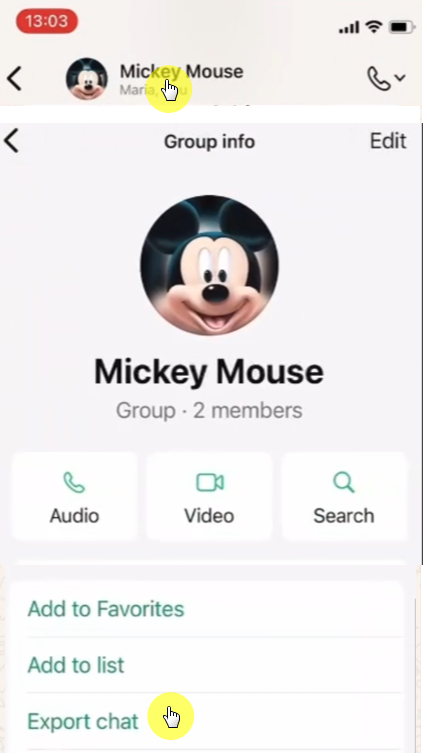 13:03
Mickey Mouse
Maria,
Group info
Edit
Mickey Mouse
Group · 2 members
Audio
Video
Search
Add to Favorites
Add to list
Export chat